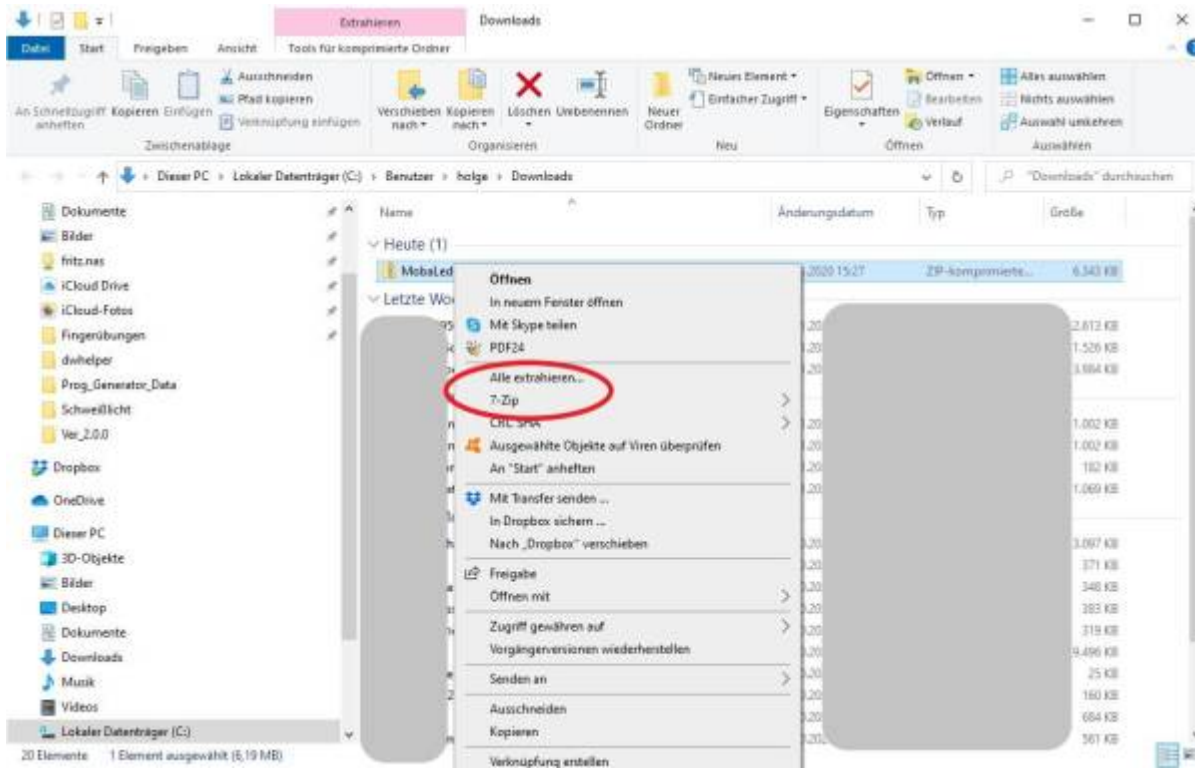 Extrahieren
Downloads
Datei
Start
Freigeben
Ansicht
Tools für komprimierte Ordner
An Schnellzugriff anheften
Kopieren
Einfügen
Ausschneiden
Pfad kopieren
Verknüpfung einfügen
Zwischenablage
Verschieben nach
Kopieren nach
Löschen
Umbenennen
Organisieren
Neuer Ordner
Neues Element
Einfacher Zugriff
Neu
Eigenschaften
Öffnen
Bearbeiten
Verlauf
Öffnen
Alles auswählen
Nichts auswählen
Auswahl umkehren
Auswählen
Dieser PC › Lokaler Datenträger (C:) › Benutzer › holge › Downloads
"Downloads" durchsuchen
Dokumente
Bilder
fritz.nas
iCloud Drive
iCloud-Fotos
Fingerübungen
dwhelper
Prog_Generator_Data
Schweißlicht
Ver_2.0.0
Dropbox
OneDrive
Dieser PC
3D-Objekte
Bilder
Desktop
Dokumente
Downloads
Musik
Videos
Lokaler Datenträger (C:)
Name
Änderungsdatum
Typ
Größe
Heute (1)
MobaLed
.2020 15:27
ZIP-komprimierte...
6.343 KB
Letzte Wo
Öffnen
In neuem Fenster öffnen
Mit Skype teilen
PDF24
Alle extrahieren...
7-Zip
CRC SHA
Ausgewählte Objekte auf Viren überprüfen
An "Start" anheften
Mit Transfer senden ...
In Dropbox sichern ...
Nach „Dropbox“ verschieben
Freigabe
Öffnen mit
Zugriff gewähren auf
Vorgängerversionen wiederherstellen
Senden an
Ausschneiden
Kopieren
Verknüpfung erstellen
2.613 KB
1.526 KB
3.984 KB
1.002 KB
1.002 KB
182 KB
1.069 KB
3.097 KB
371 KB
348 KB
383 KB
319 KB
9.496 KB
25 KB
160 KB
684 KB
561 KB
20 Elemente
1 Element ausgewählt (6,19 MB)